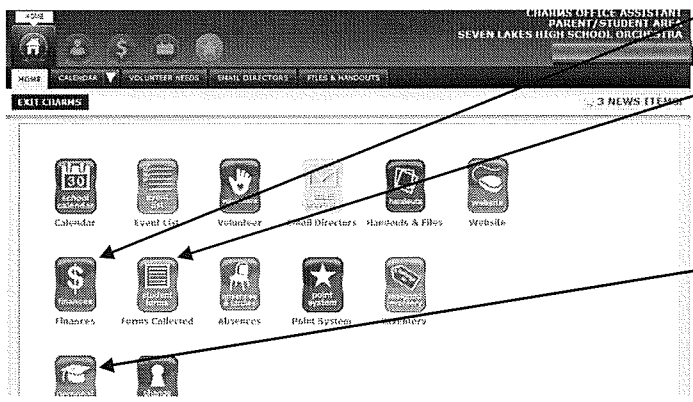 HOME
CHARMS OFFICE ASSISTANT
PARENT/STUDENT AREA
SEVEN LAKES HIGH SCHOOL ORCHESTRA
HOME CALENDAR VOLUNTEER NEEDS EMAIL DIRECTORS FILES & HANDOUTS
EXIT CHARMS 3 NEWS ITEMS
30
Calendar Event List Volunteer Email Directors Handouts & Files Website
$
finances
Finances Forms Collected Absences Point System Inventory